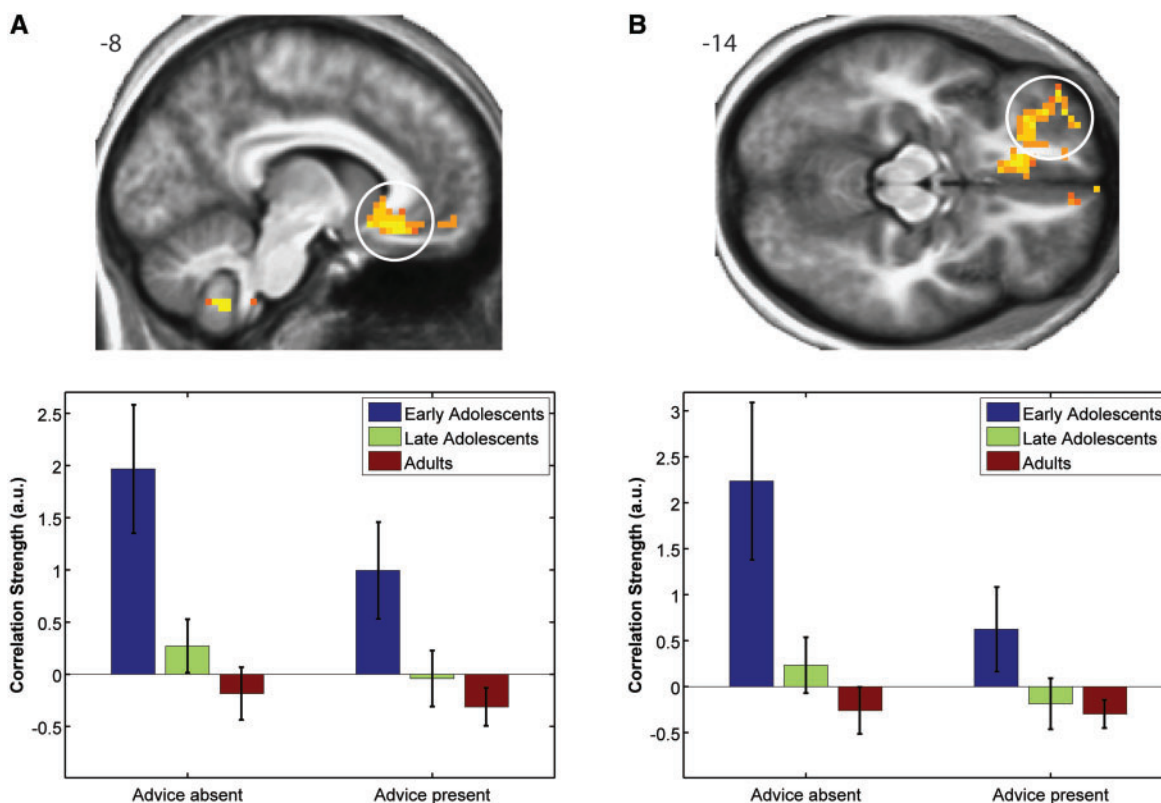 A
-8
B
-14
Early Adolescents
Late Adolescents
Adults
2.5
2
1.5
1
0.5
0
-0.5
Correlation Strength (a.u.)
Advice absent
Advice present
Early Adolescents
Late Adolescents
Adults
3
2.5
2
1.5
1
0.5
0
-0.5
Correlation Strength (a.u.)
Advice absent
Advice present